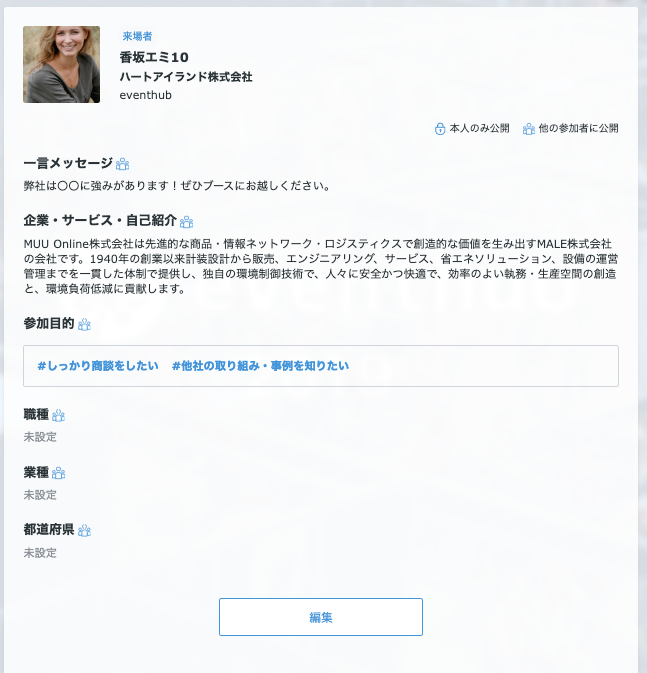 来場者
香坂エミ10
ハートアイランド株式会社
eventhub
本人のみ公開 他の参加者に公開
一言メッセージ
弊社は〇〇に強みがあります！ぜひブースにお越しください。
企業・サービス・自己紹介
MUU Online株式会社は先進的な商品・情報ネットワーク・ロジスティクスで創造的な価値を生み出すMALE株式会社
の会社です。1940年の創業以来計装設計から販売、エンジニアリング、サービス、省エネソリューション、設備の運営
管理までを一貫した体制で提供し、独自の環境制御技術で、人々に安全かつ快適で、効率のよい執務・生産空間の創造
と、環境負荷低減に貢献します。
参加目的
#しっかり商談をしたい #他社の取り組み・事例を知りたい
職種
未設定
業種
未設定
都道府県
未設定
編集